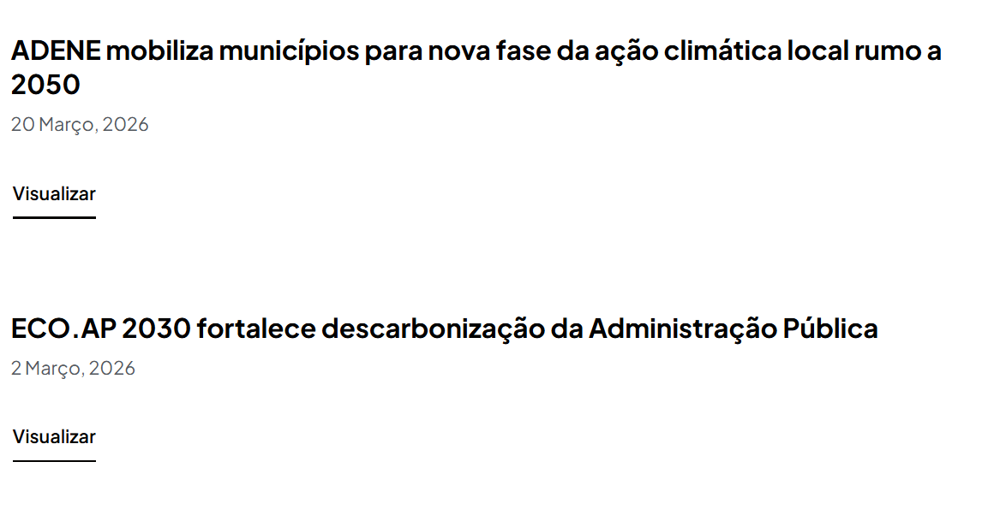 ADENE mobiliza municípios para nova fase da ação climática local rumo a
2050
20 Março, 2026
Visualizar
ECO.AP 2030 fortalece descarbonização da Administração Pública
2 Março, 2026
Visualizar